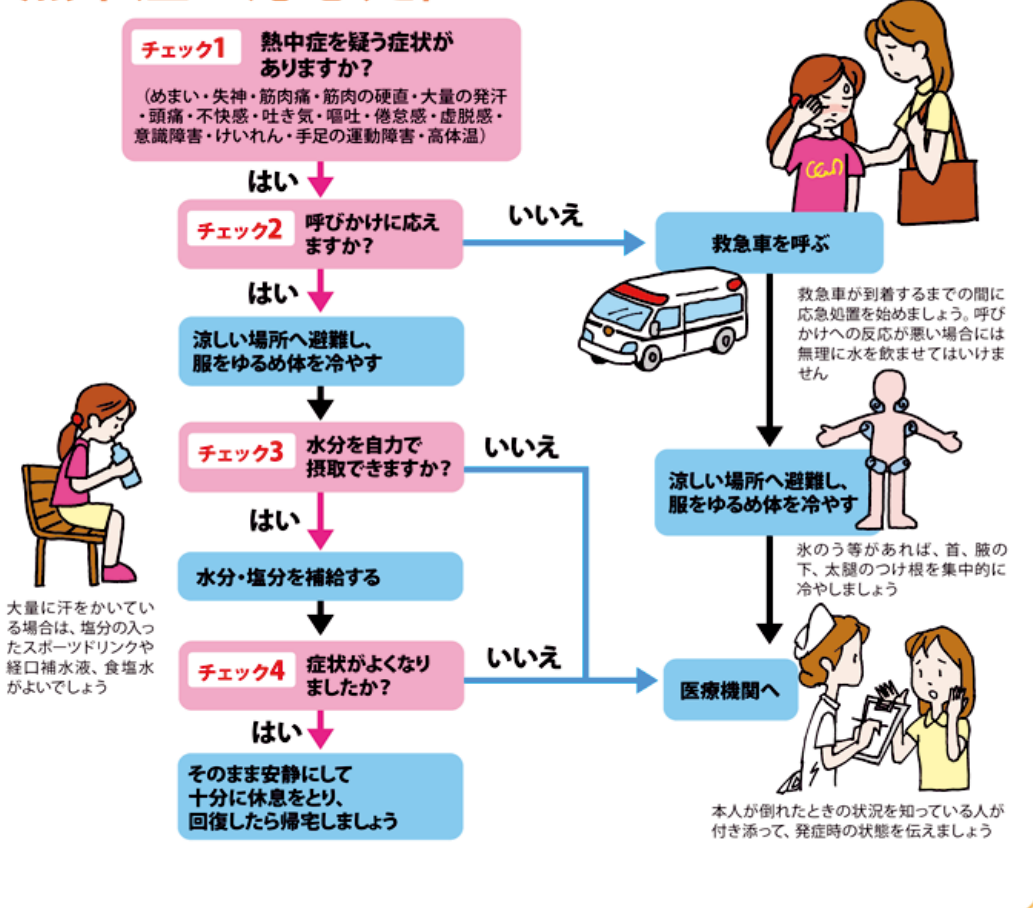 チェック1
熱中症を疑う症状が
ありますか？
（めまい・失神・筋肉痛・筋肉の硬直・大量の発汗
・頭痛・不快感・吐き気・嘔吐・倦怠感・虚脱感・
意識障害・けいれん・手足の運動障害・高体温）
はい
チェック2
呼びかけに応え
ますか？
いいえ
救急車を呼ぶ
救急車が到着するまでの間に
応急処置を始めましょう。呼び
かけへの反応が悪い場合には
無理に水を飲ませてはいけま
せん
はい
涼しい場所へ避難し、
服をゆるめ体を冷やす
チェック3
水分を自力で
摂取できますか？
いいえ
涼しい場所へ避難し、
服をゆるめ体を冷やす
氷のう等があれば、首、腋の
下、太腿のつけ根を集中的に
冷やしましょう
はい
水分・塩分を補給する
大量に汗をかいてい
る場合は、塩分の入っ
たスポーツドリンクや
経口補水液、食塩水
がよいでしょう
チェック4
症状がよくなり
ましたか？
いいえ
医療機関へ
本人が倒れたときの状況を知っている人が
付き添って、発症時の状態を伝えましょう
はい
そのまま安静にして
十分に休息をとり、
回復したら帰宅しましょう